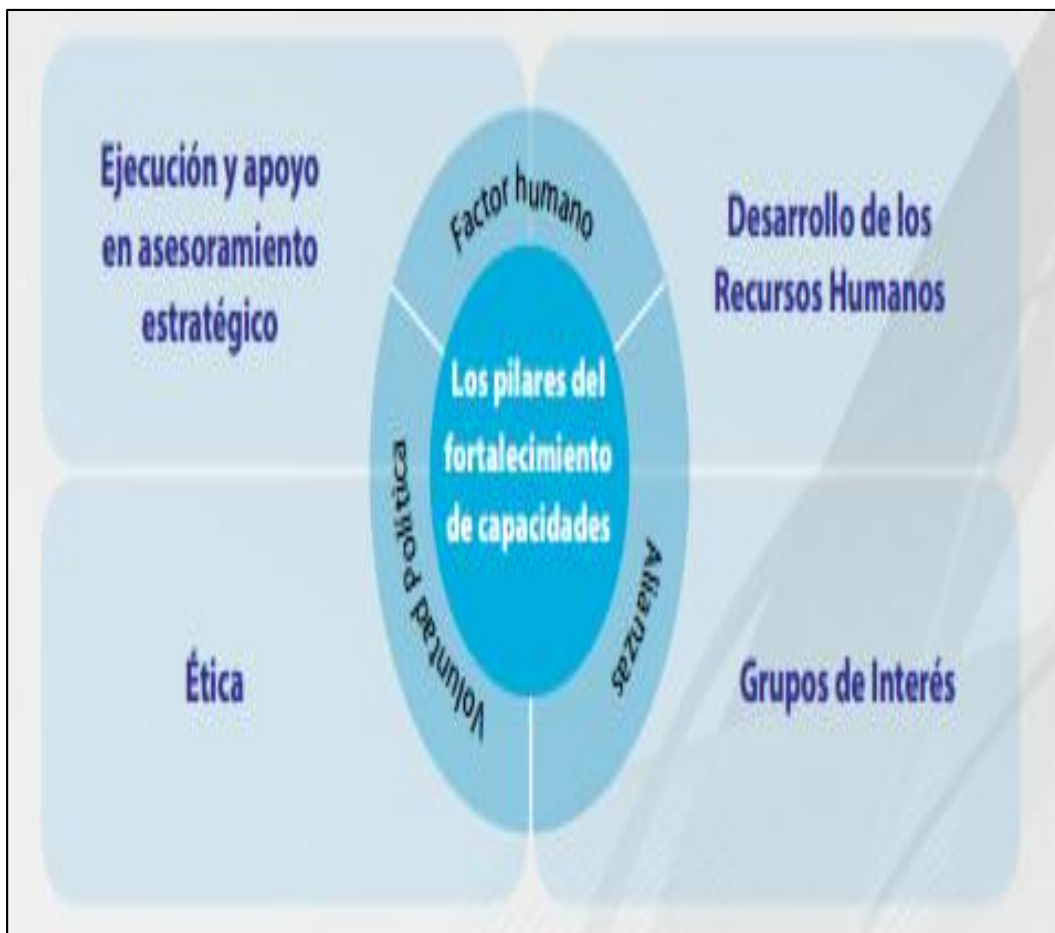 Ejecución y apoyo
en asesoramiento
estratégico
Desarrollo de los
Recursos Humanos
Factor humano
Los pilares del
fortalecimiento
de capacidades
Voluntad Política
Alianzas
Ética
Grupos de Interés